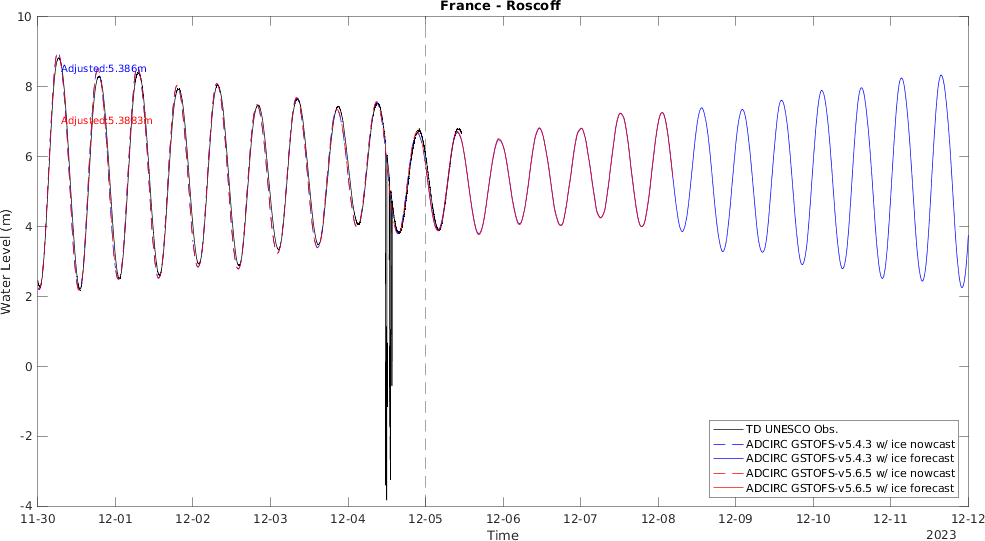 France - Roscoff
10
8
6
4
2
0
-2
-4
Water Level (m)
Adjusted:5.386m
Adjusted:5.3883m
TD UNESCO Obs.
ADCIRC GSTOFS-v5.4.3 w/ ice nowcast
ADCIRC GSTOFS-v5.4.3 w/ ice forecast
ADCIRC GSTOFS-v5.6.5 w/ ice nowcast
ADCIRC GSTOFS-v5.6.5 w/ ice forecast
11-30 12-01 12-02 12-03 12-04 12-05 12-06 12-07 12-08 12-09 12-10 12-11 12-12
Time
2023